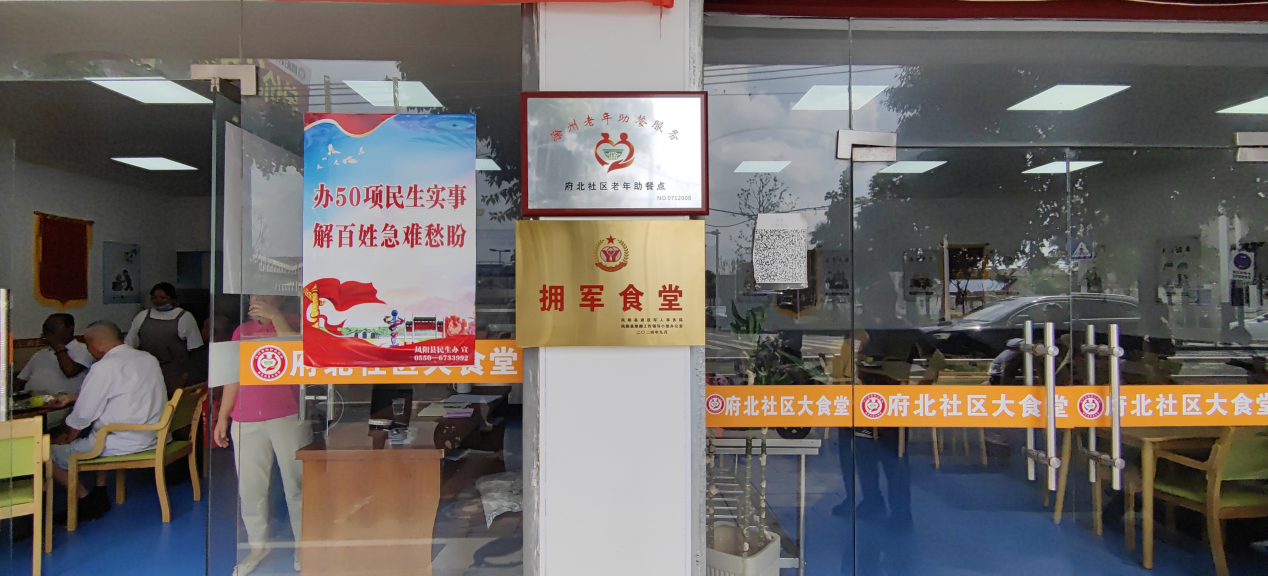 办50项民生实事
解百姓急难愁盼
凤阳县民生办 宣
0550—6733992
府北社区大食堂
滁州老年助餐服务
府北社区老年助餐点
NO.0712008
拥军食堂
府北社区大食堂
府北社区大食堂
府北社区大食堂